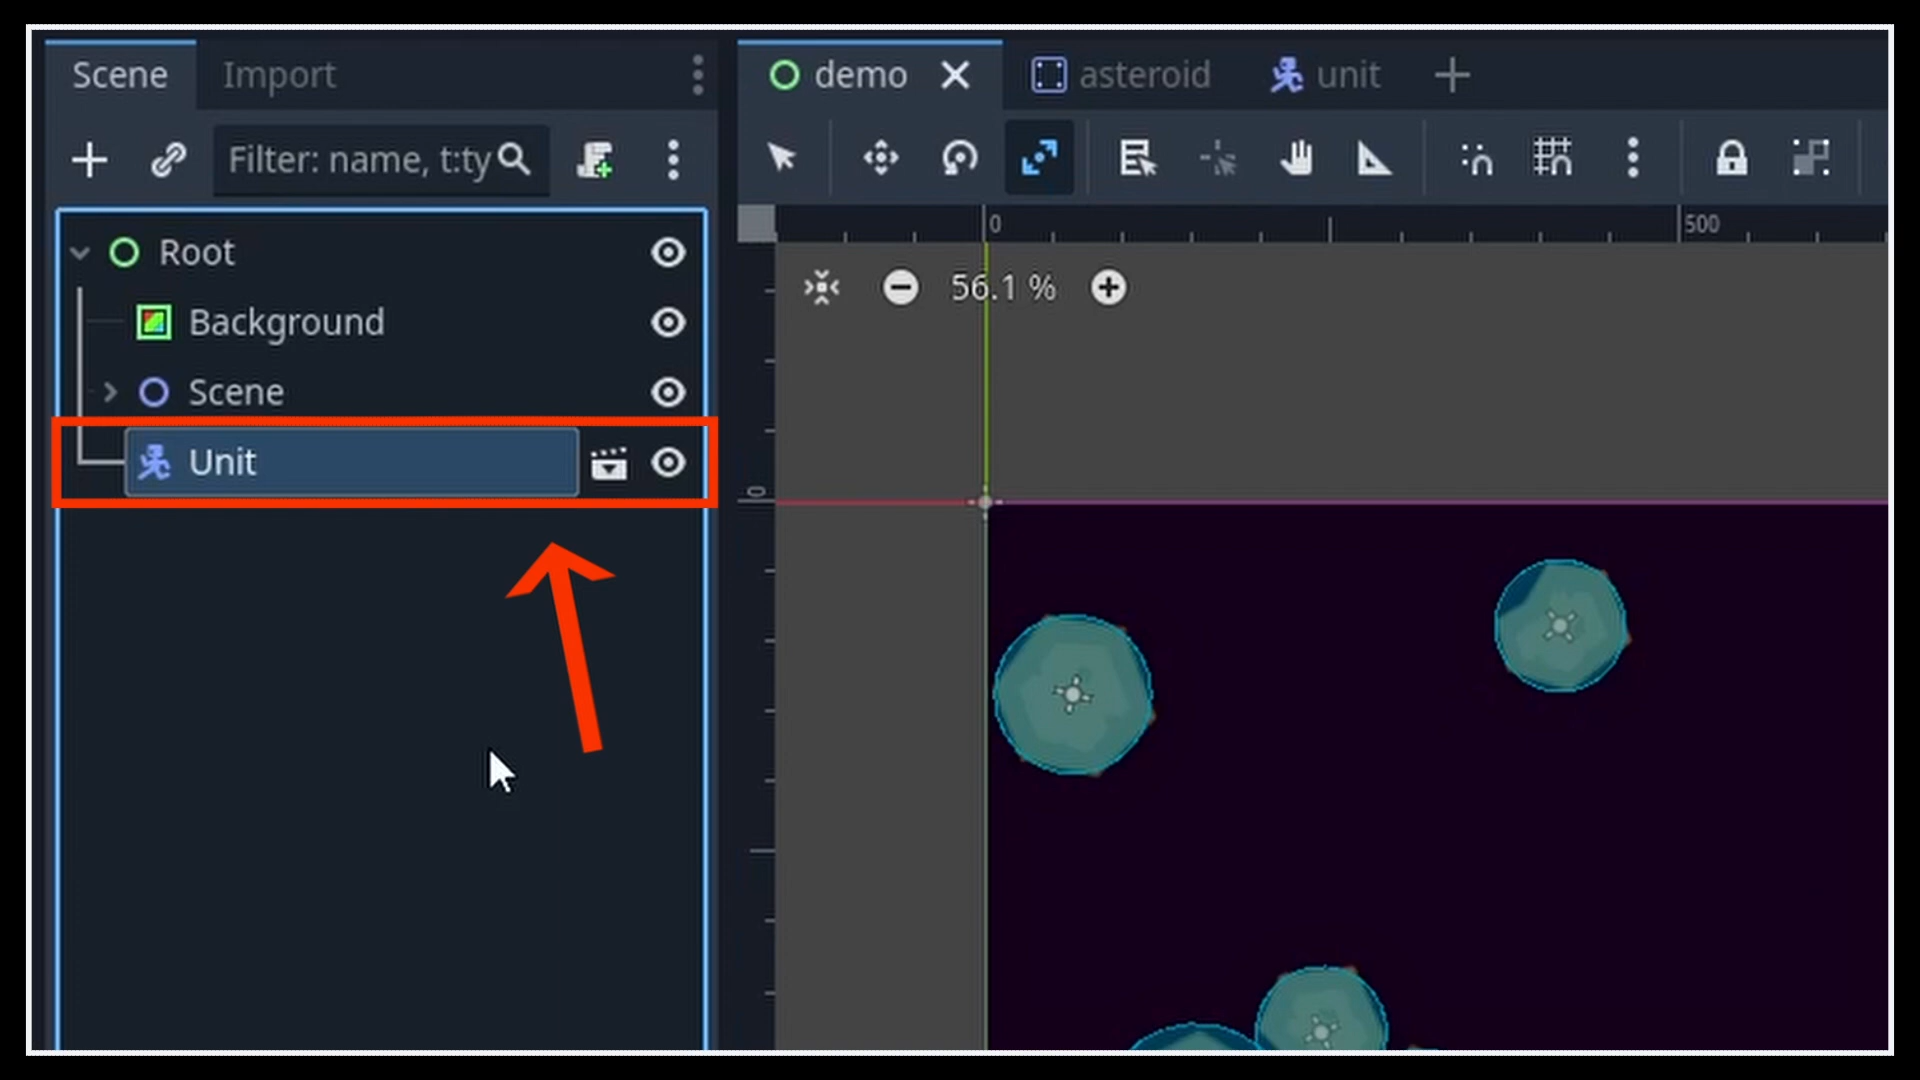 Scene Import
demo asteroid unit
Filter: name, t:ty
0 500
Root
56.1 %
Background
Scene
Unit
0